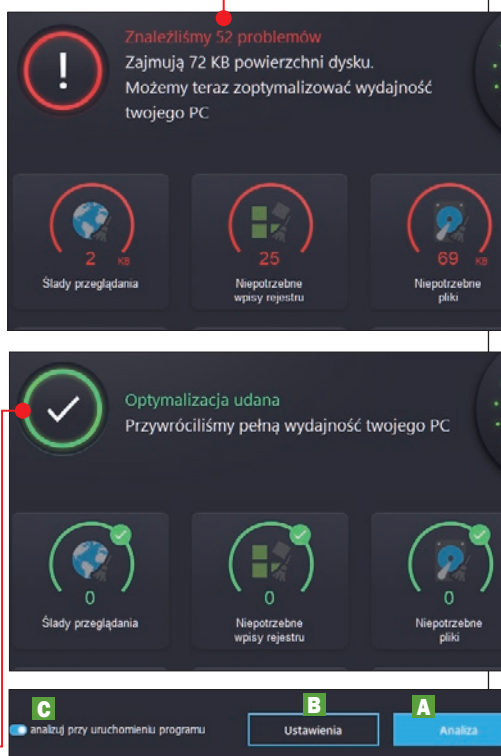 Znaleźliśmy 52 problemów
Zajmują 72 KB powierzchni dysku.
Możemy teraz zoptymalizować wydajność
twojego PC
2 KB
25
69 KB
Ślady przeglądania
Niepotrzebne
wpisy rejestru
Niepotrzebne
pliki
Optymalizacja udana
Przywróciliśmy pełną wydajność twojego PC
0
0
0
Ślady przeglądania
Niepotrzebne
wpisy rejestru
Niepotrzebne
pliki
C
B
A
analizuj przy uruchomieniu programu
Ustawienia
Analiza